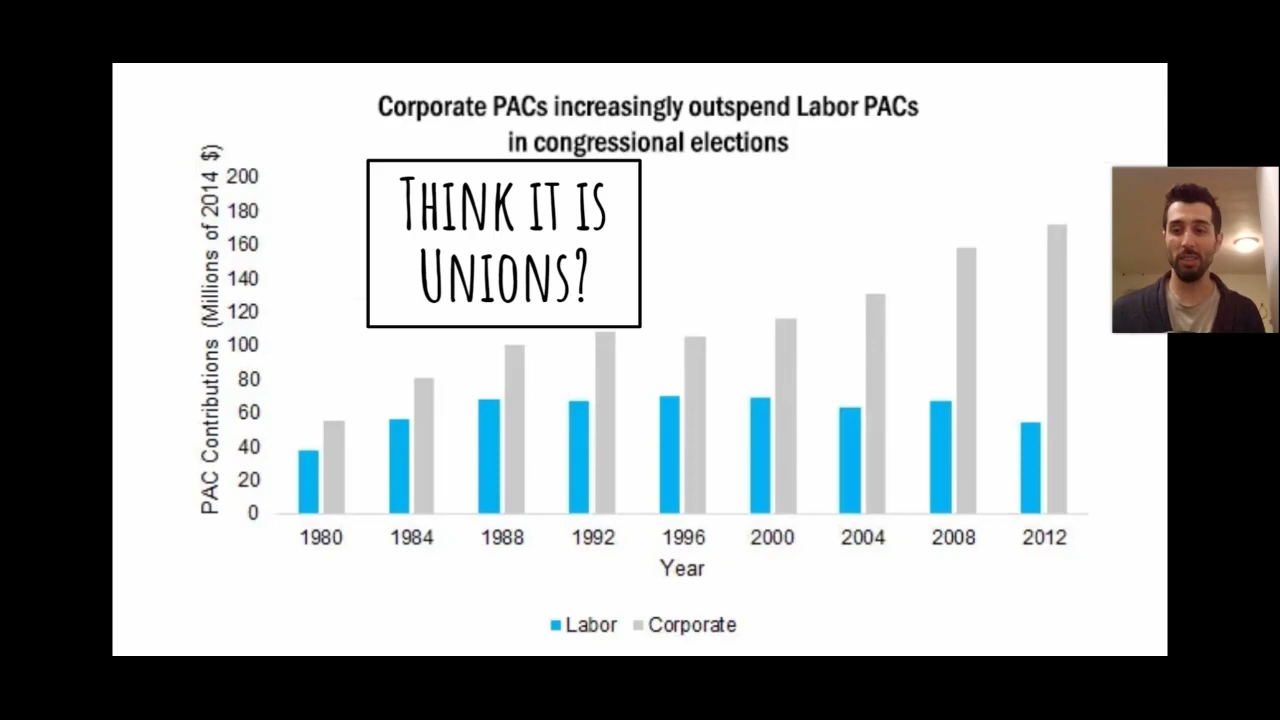 Corporate PACs increasingly outspend Labor PACs
in congressional elections
THINK IT IS
UNIONS?
PAC Contributions (Millions of 2014 $)
200
180
160
140
120
100
80
60
40
20
0
1980 1984 1988 1992 1996 2000 2004 2008 2012
Year
Labor Corporate